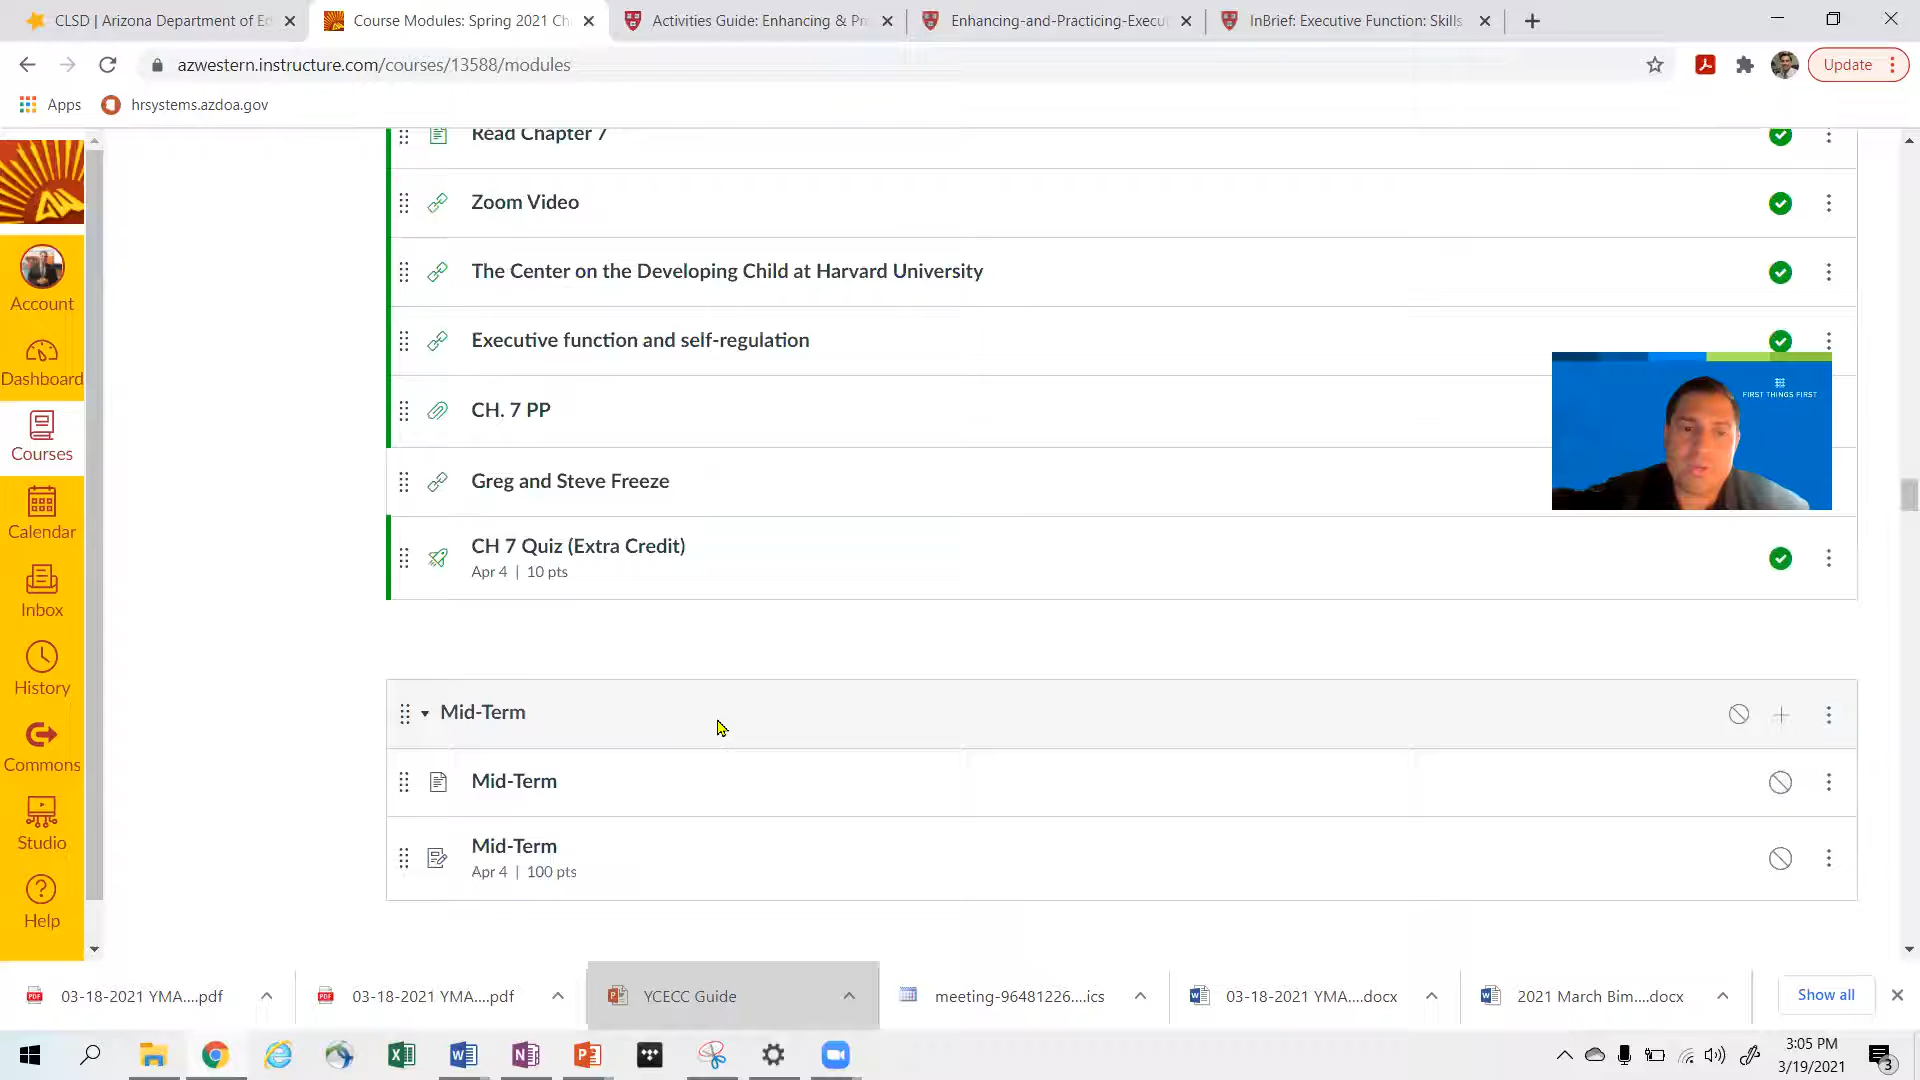 CLSD | Arizona Department of Ed
Course Modules: Spring 2021 Ch
Activities Guide: Enhancing & Pr
Enhancing-and-Practicing-Execu
InBrief: Executive Function: Skills
azwestern.instructure.com/courses/13588/modules
Update
Apps
hrsystems.azdoa.gov
Account
Dashboard
Courses
Calendar
Inbox
History
Commons
Studio
Help
Read Chapter 7
Zoom Video
The Center on the Developing Child at Harvard University
Executive function and self-regulation
CH. 7 PP
Greg and Steve Freeze
CH 7 Quiz (Extra Credit)
Apr 4 | 10 pts
FIRST THINGS FIRST
Mid-Term
Mid-Term
Mid-Term
Apr 4 | 100 pts
03-18-2021 YMA....pdf
03-18-2021 YMA....pdf
YCECC Guide
meeting-96481226....ics
03-18-2021 YMA....docx
2021 March Bim....docx
Show all
3:05 PM
3/19/2021
3